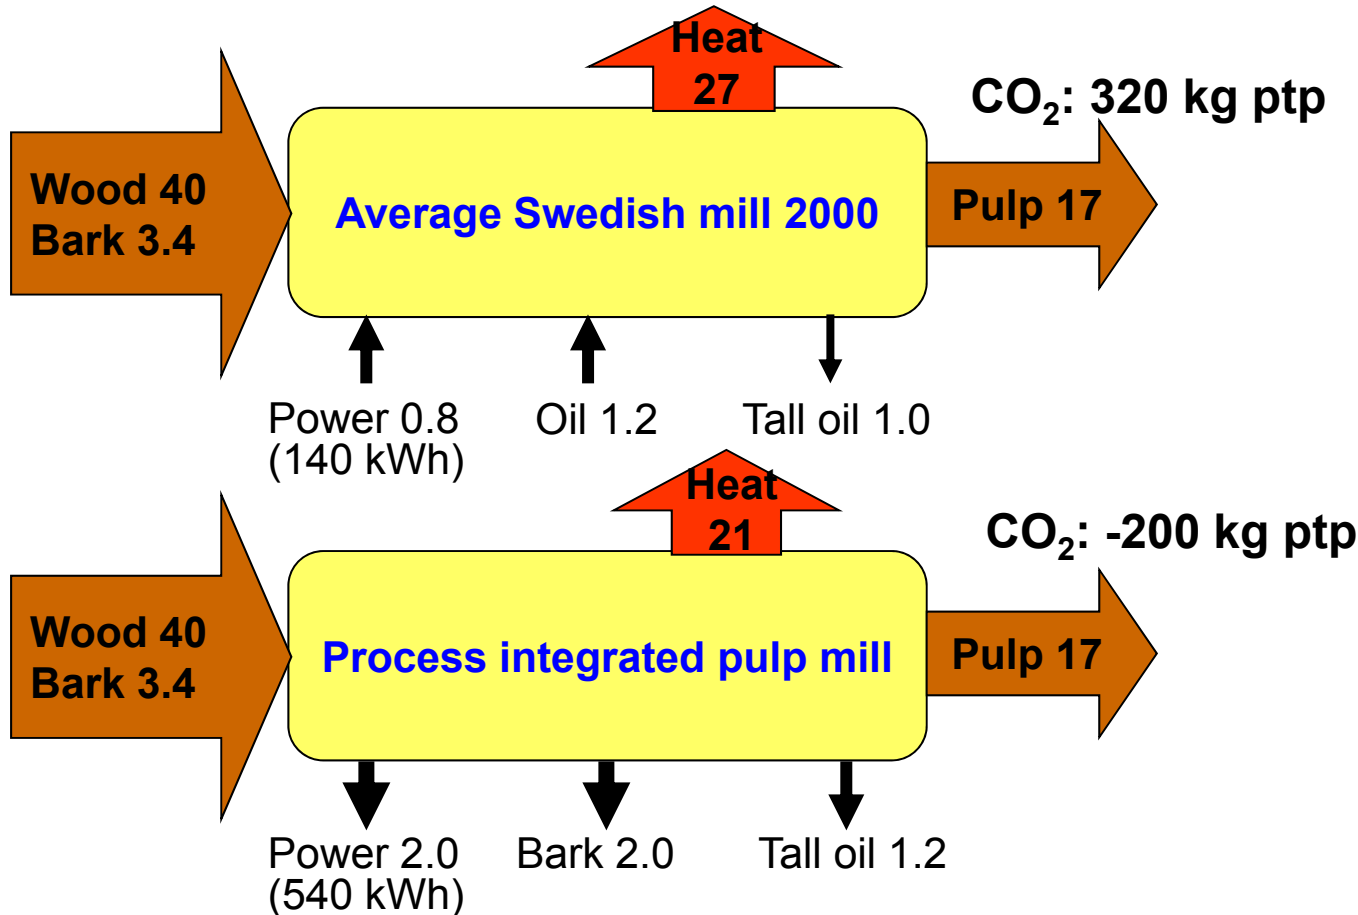 Heat
27
CO₂: 320 kg ptp
Wood 40
Bark 3.4
Average Swedish mill 2000
Pulp 17
Power 0.8
(140 kWh)
Oil 1.2
Tall oil 1.0
Heat
21
CO₂: -200 kg ptp
Wood 40
Bark 3.4
Process integrated pulp mill
Pulp 17
Power 2.0
(540 kWh)
Bark 2.0
Tall oil 1.2